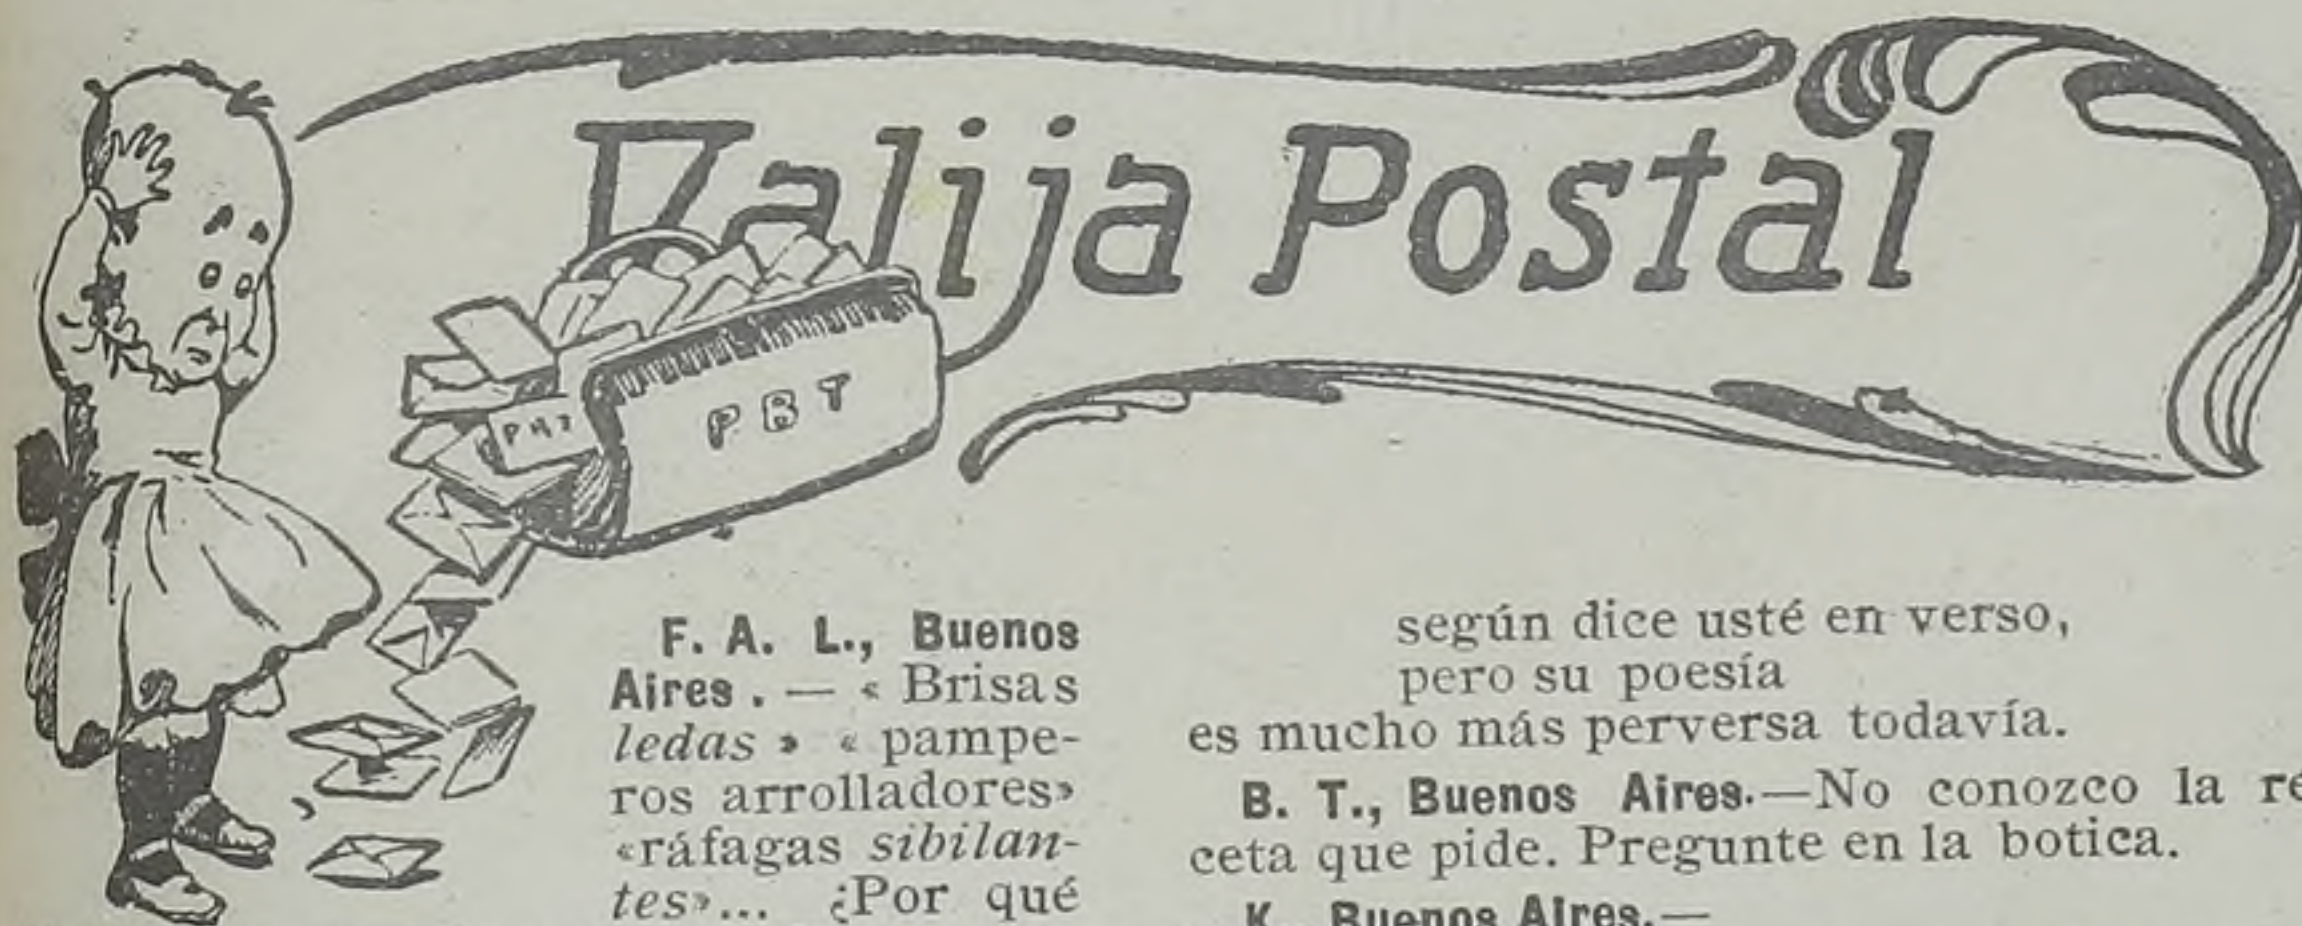 Valija Postal
PBT
F. A. L., Buenos
Aires. — « Brisas
ledas » « pampe-
ros arrolladores»
«ráfagas sibilan-
tes»... ¿Por qué
según dice usté en verso,
pero su poesía
es mucho más perversa todavía.
B. T., Buenos Aires.—No conozco la re
ceta que pide. Pregunte en la botica.
K., Buenos Aires.—